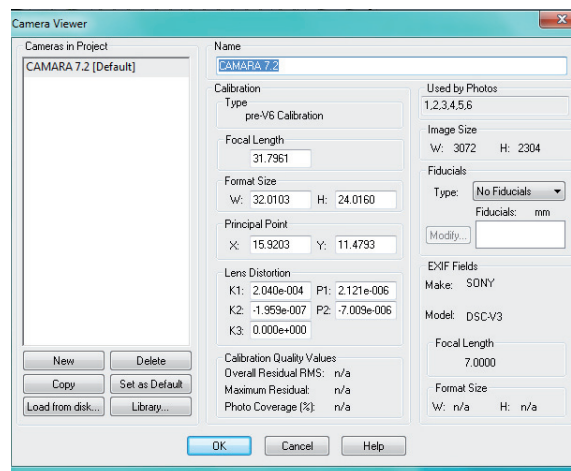 Camera Viewer
Cameras in Project
CAMARA 7.2 [Default]
New
Delete
Copy
Set as Default
Load from disk...
Library...
Name
CAMARA 7.2
Calibration
Type
pre-V6 Calibration
Focal Length
31.7961
Format Size
W: 32.0103 H: 24.0160
Principal Point
X: 15.9203 Y: 11.4793
Lens Distortion
K1: 2.040e-004 P1: 2.121e-006
K2: -1.959e-007 P2: -7.009e-006
K3: 0.000e+000
Calibration Quality Values
Overall Residual RMS: n/a
Maximum Residual: n/a
Photo Coverage (%): n/a
Used by Photos
1,2,3,4,5,6
Image Size
W: 3072 H: 2304
Fiducials
Type: No Fiducials
Fiducials: mm
Modify...
EXIF Fields
Make: SONY
Model: DSC-V3
Focal Length
7.0000
Format Size
W: n/a H: n/a
OK
Cancel
Help